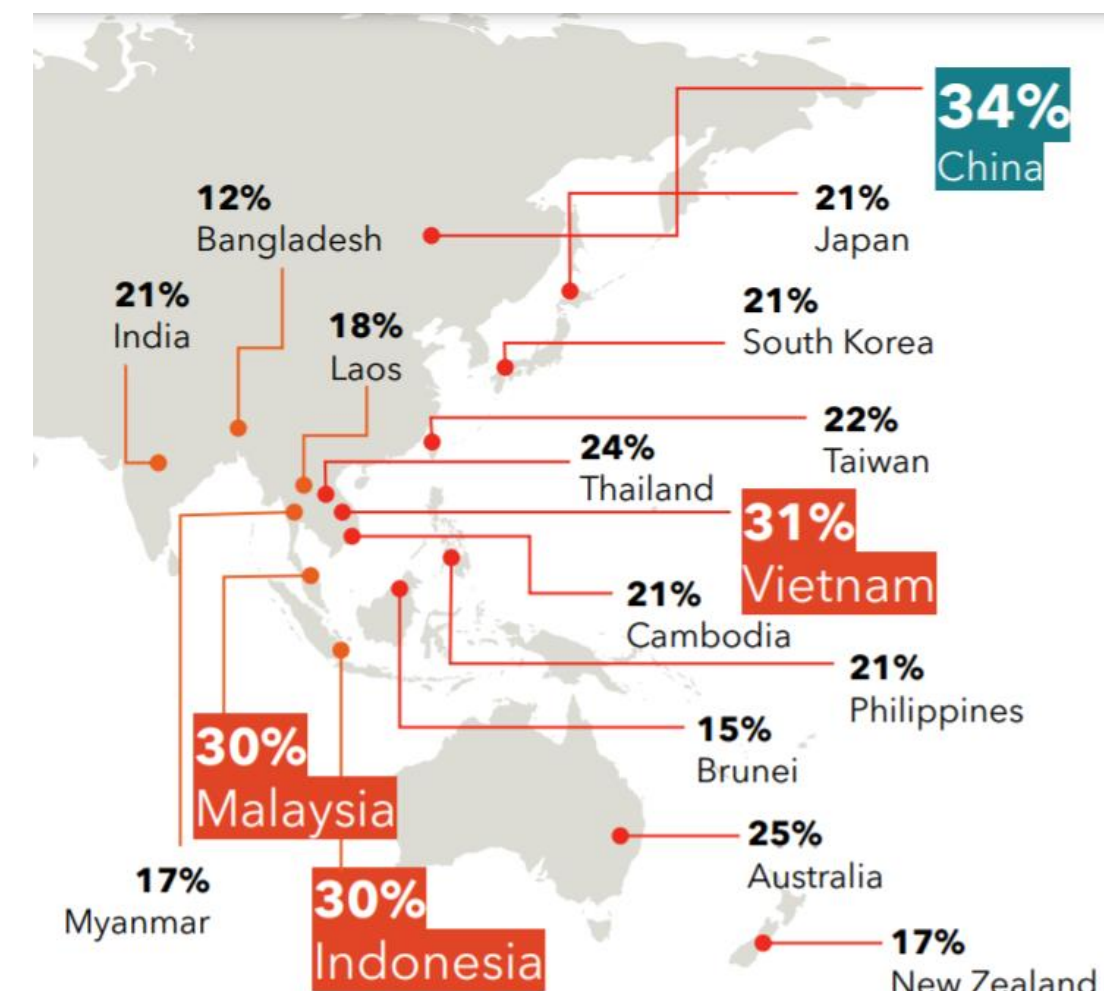 34%
China
12%
Bangladesh
21%
Japan
21%
India
18%
Laos
21%
South Korea
22%
Taiwan
24%
Thailand
31%
Vietnam
21%
Cambodia
21%
Philippines
30%
Malaysia
15%
Brunei
25%
Australia
17%
Myanmar
30%
Indonesia
17%
New Zealand